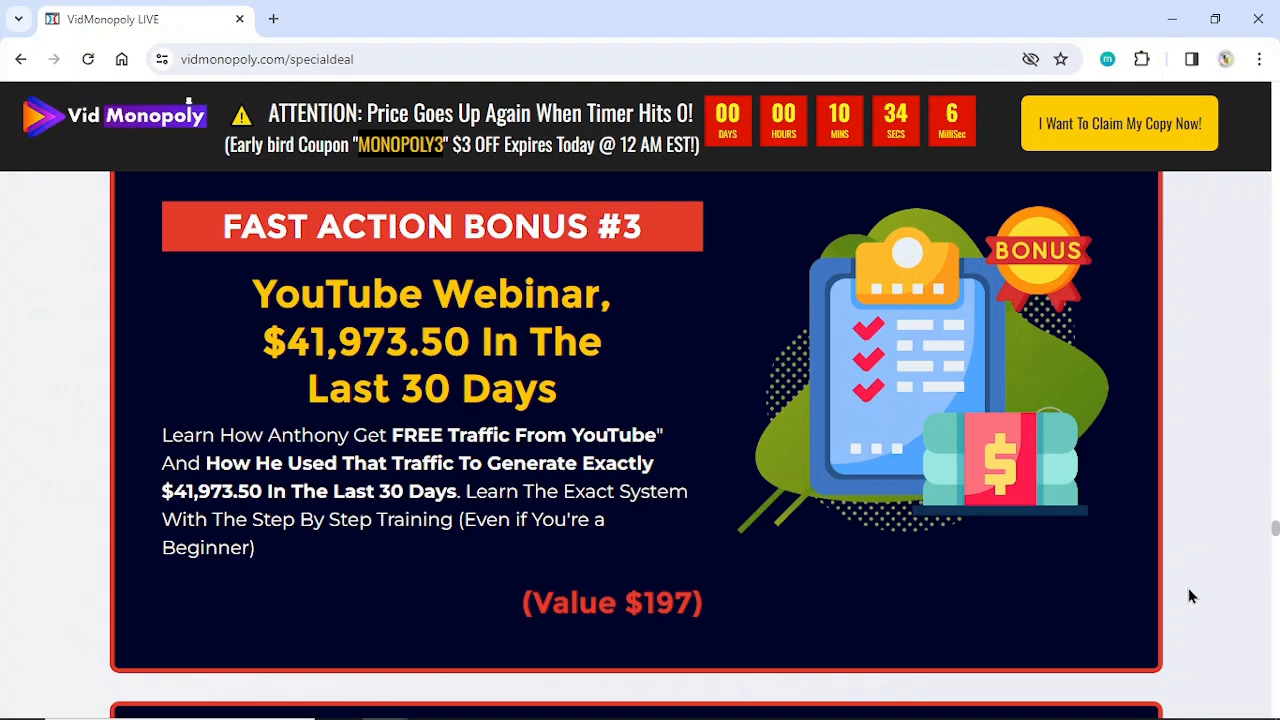 VidMonopoly LIVE
vidmonopoly.com/specialdeal
m
Vid Monopoly
ATTENTION: Price Goes Up Again When Timer Hits 0!
(Early bird Coupon "MONOPOLY3" $3 OFF Expires Today @ 12 AM EST!)
00 00 10 34 6
DAYS HOURS MINS SECS MilliSec
I Want To Claim My Copy Now!
FAST ACTION BONUS #3
YouTube Webinar,
$41,973.50 In The
Last 30 Days
Learn How Anthony Get FREE Traffic From YouTube"
And How He Used That Traffic To Generate Exactly
$41,973.50 In The Last 30 Days. Learn The Exact System
With The Step By Step Training (Even if You're a
Beginner)
(Value $197)
BONUS
$